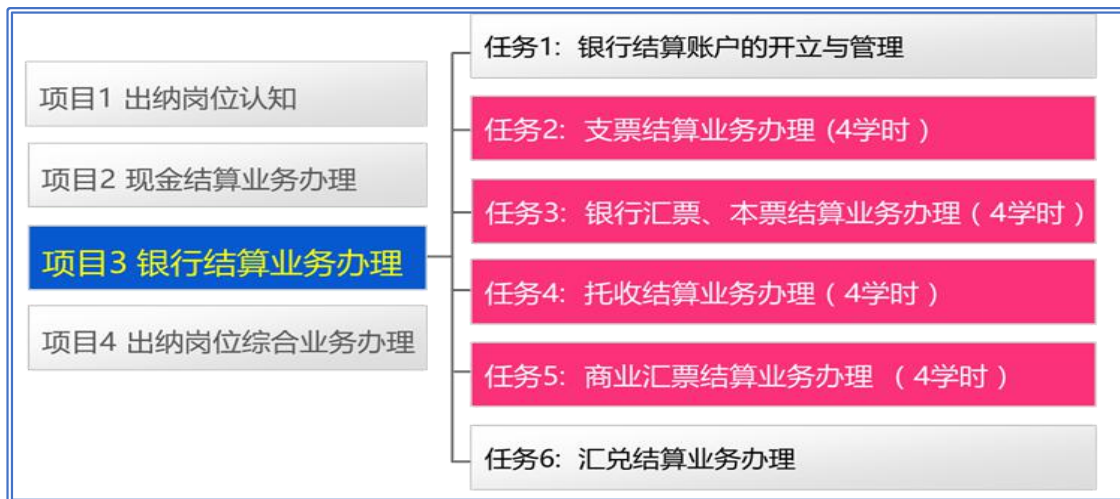 项目1 出纳岗位认知
项目2 现金结算业务办理
项目3 银行结算业务办理
项目4 出纳岗位综合业务办理
任务1: 银行结算账户的开立与管理
任务2: 支票结算业务办理 (4学时 )
任务3: 银行汇票、本票结算业务办理 ( 4学时 )
任务4: 托收结算业务办理 ( 4学时 )
任务5: 商业汇票结算业务办理 ( 4学时 )
任务6: 汇兑结算业务办理